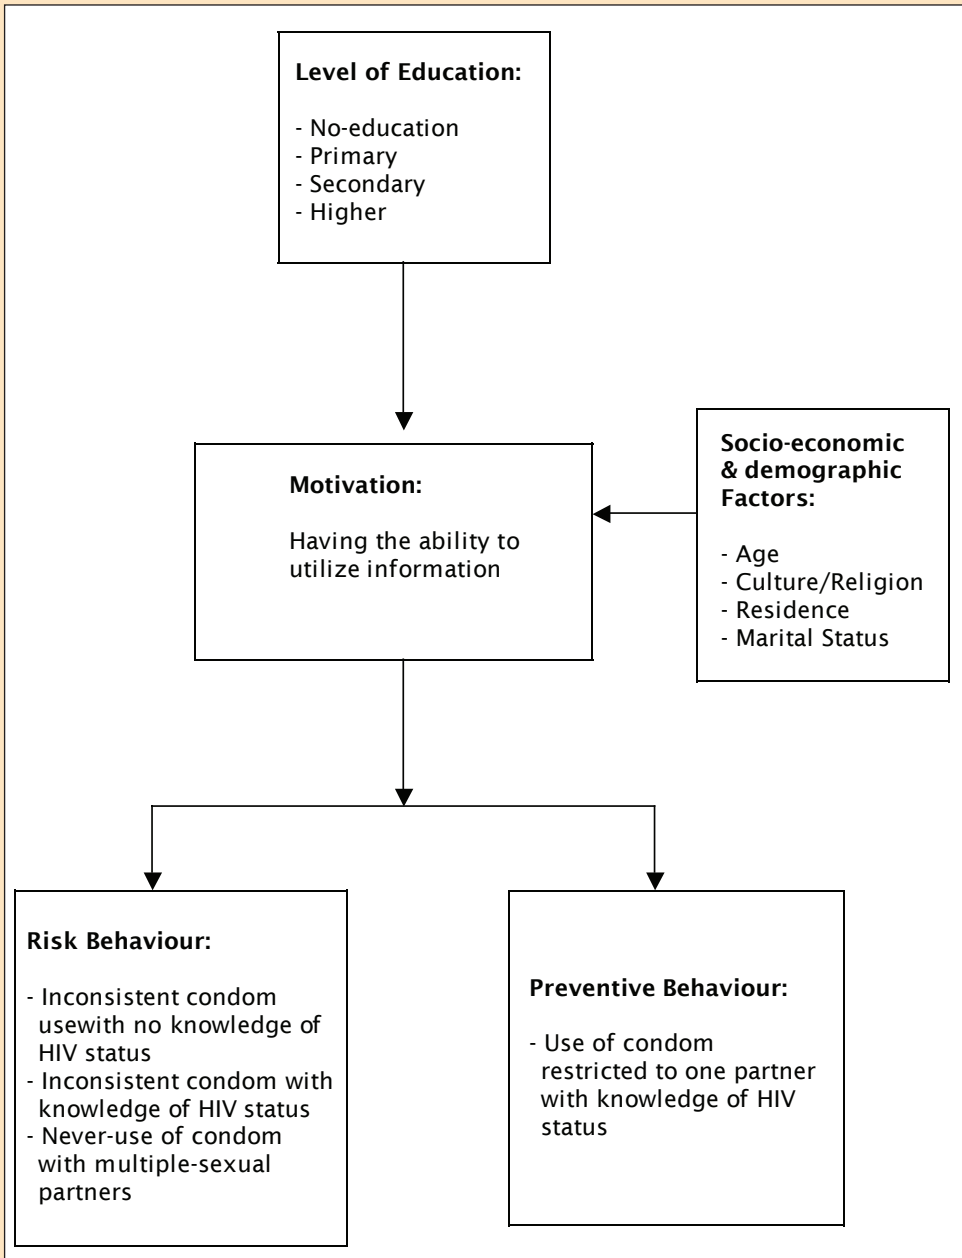 Level of Education:
- No-education
- Primary
- Secondary
- Higher
Motivation:
Having the ability to
utilize information
Socio-economic
& demographic
Factors:
- Age
- Culture/Religion
- Residence
- Marital Status
Risk Behaviour:
- Inconsistent condom
usewith no knowledge of
HIV status
- Inconsistent condom with
knowledge of HIV status
- Never-use of condom
with multiple-sexual
partners
Preventive Behaviour:
- Use of condom
restricted to one partner
with knowledge of HIV
status